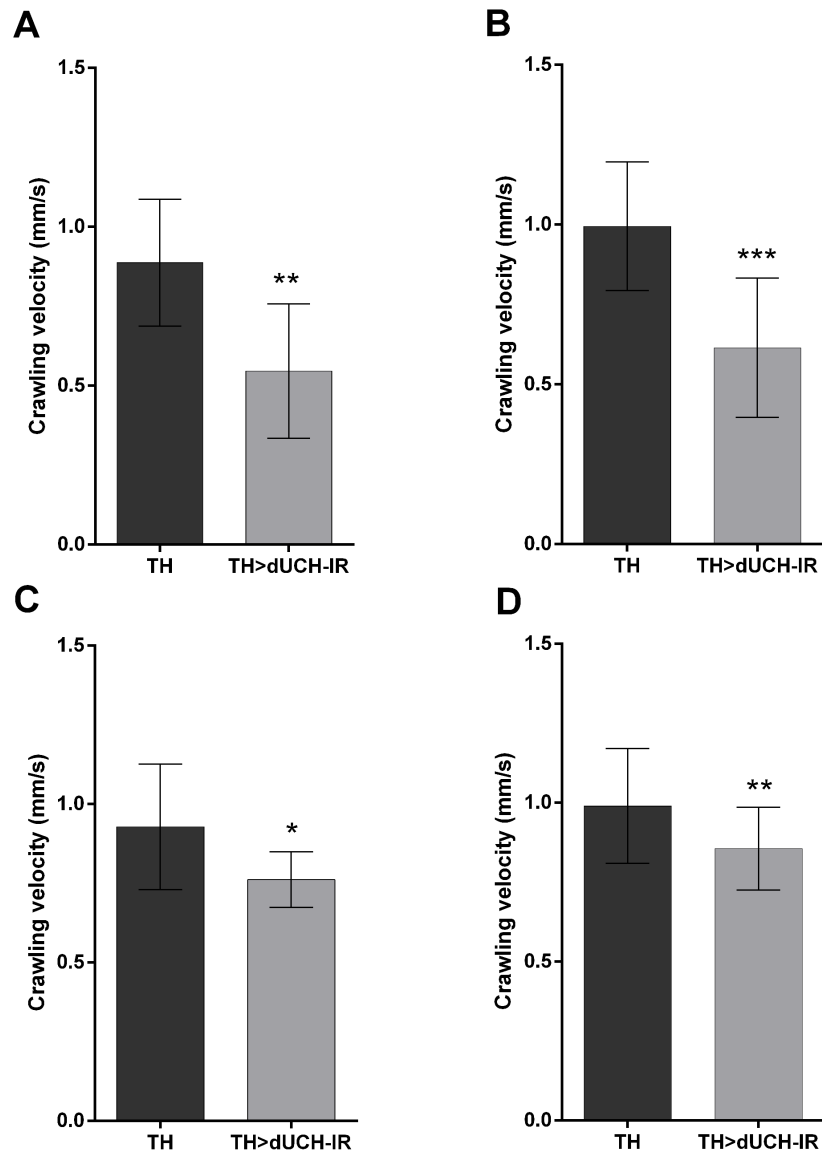 A
Crawling velocity (mm/s)
1.5
1.0
0.5
0.0
**
TH
TH>dUCH-IR
B
Crawling velocity (mm/s)
1.5
1.0
0.5
0.0
***
TH
TH>dUCH-IR
C
Crawling velocity (mm/s)
1.5
1.0
0.5
0.0
*
TH
TH>dUCH-IR
D
Crawling velocity (mm/s)
1.5
1.0
0.5
0.0
**
TH
TH>dUCH-IR